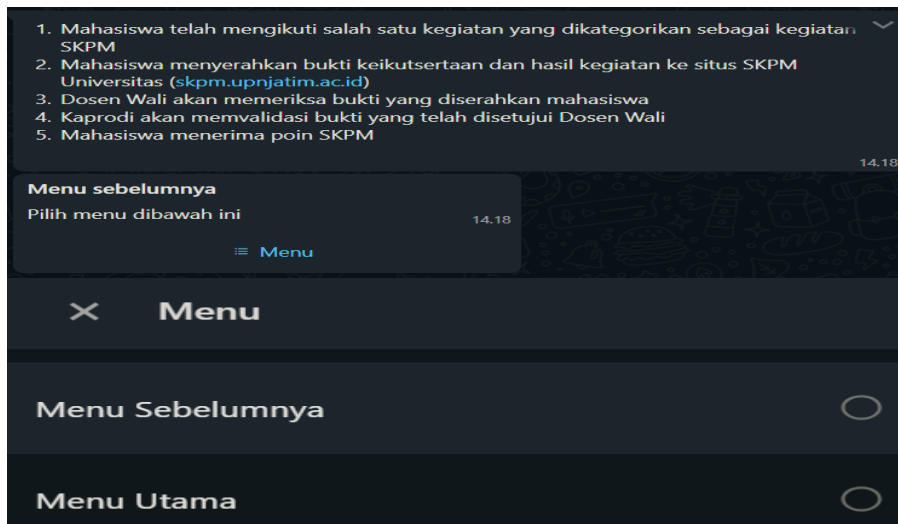 1. Mahasiswa telah mengikuti salah satu kegiatan yang dikategorikan sebagai kegiatan
SKPM
2. Mahasiswa menyerahkan bukti keikutsertaan dan hasil kegiatan ke situs SKPM
Universitas (skpm.upnjatim.ac.id)
3. Dosen Wali akan memeriksa bukti yang diserahkan mahasiswa
4. Kaprodi akan memvalidasi bukti yang telah disetujui Dosen Wali
5. Mahasiswa menerima poin SKPM
14.18
Menu sebelumnya
Pilih menu dibawah ini
14.18
Menu
Menu
Menu Sebelumnya
Menu Utama